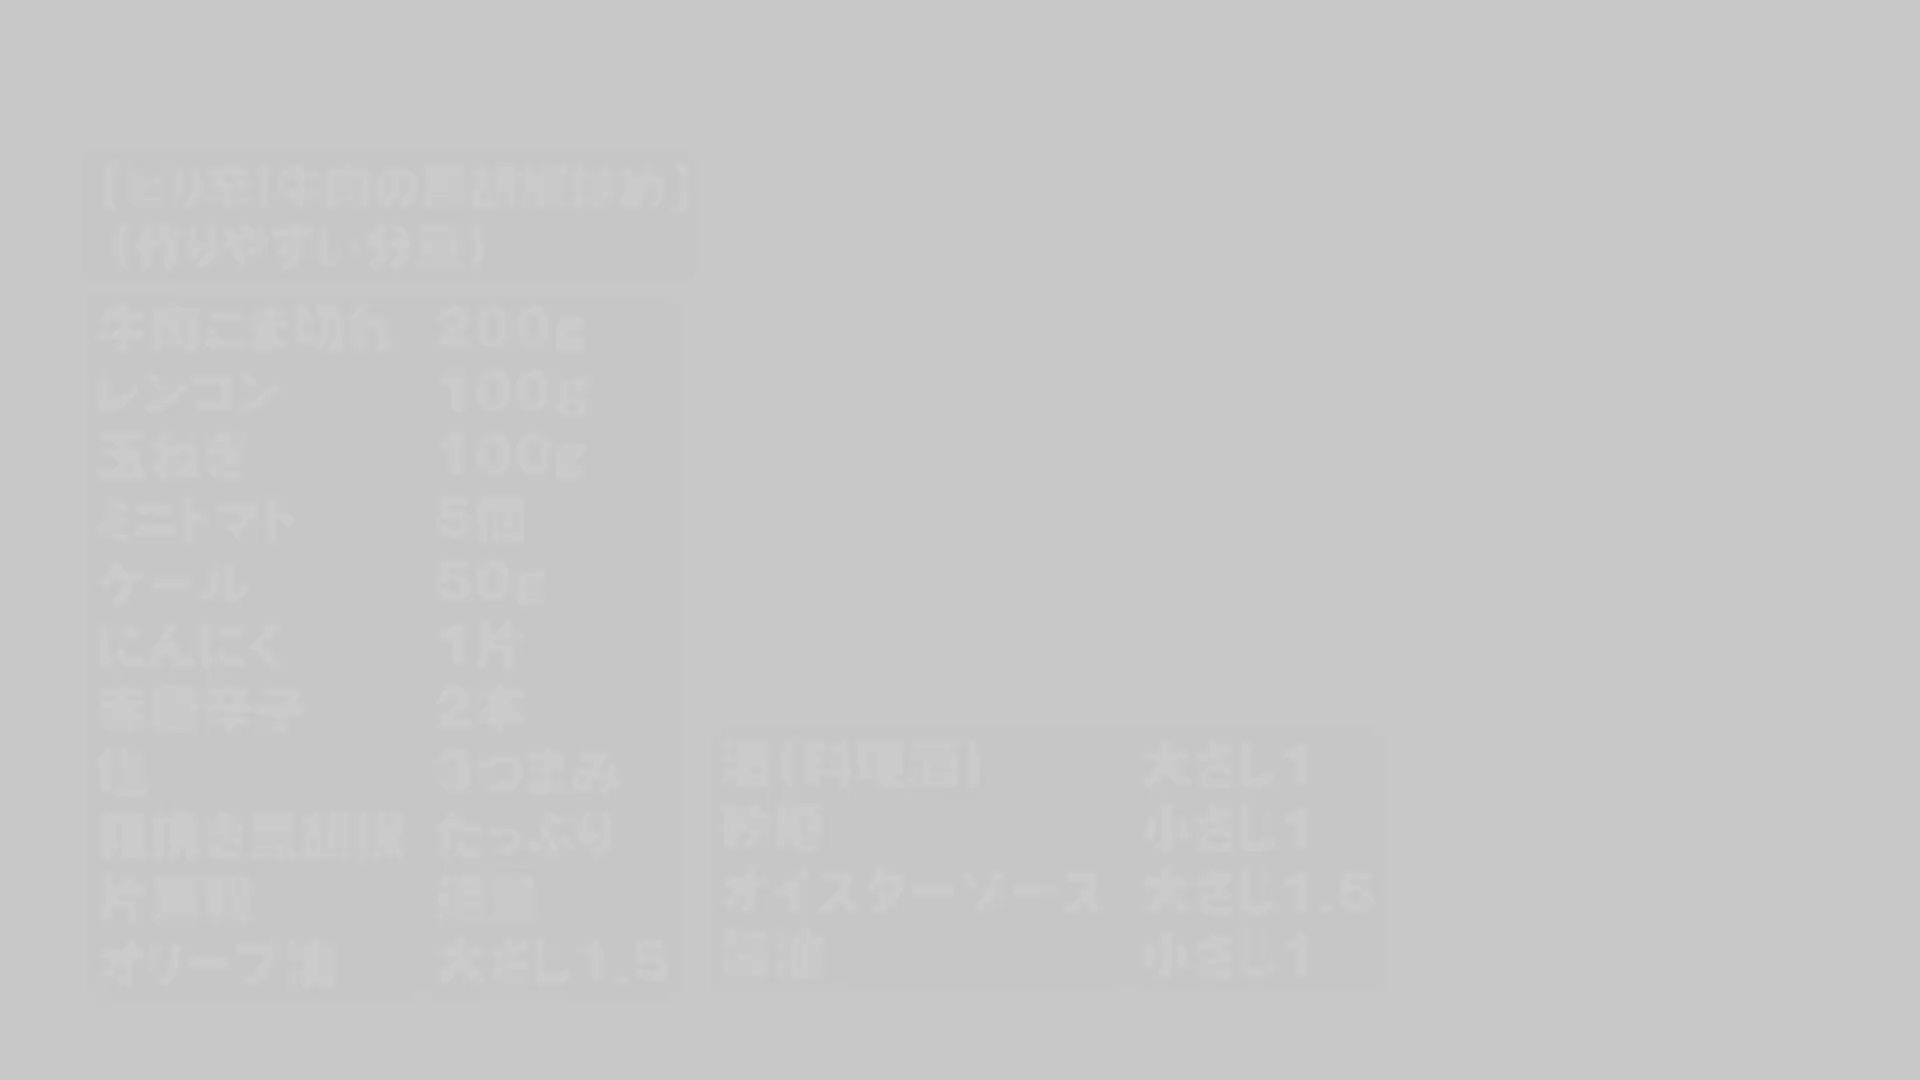 【ピリ辛!牛肉の黒胡椒炒め】
(作りやすい分量)
牛肉こま切れ 200g
レンコン 100g
玉ねぎ 100g
ミニトマト 5個
ケール 50g
にんにく 1片
赤唐辛子 2本
塩 3つまみ
粗挽き黒胡椒 たっぷり
片栗粉 適量
オリーブ油 大さじ1.5
酒(料理酒) 大さじ1
砂糖 小さじ1
オイスターソース 大さじ1.5
醤油 小さじ1